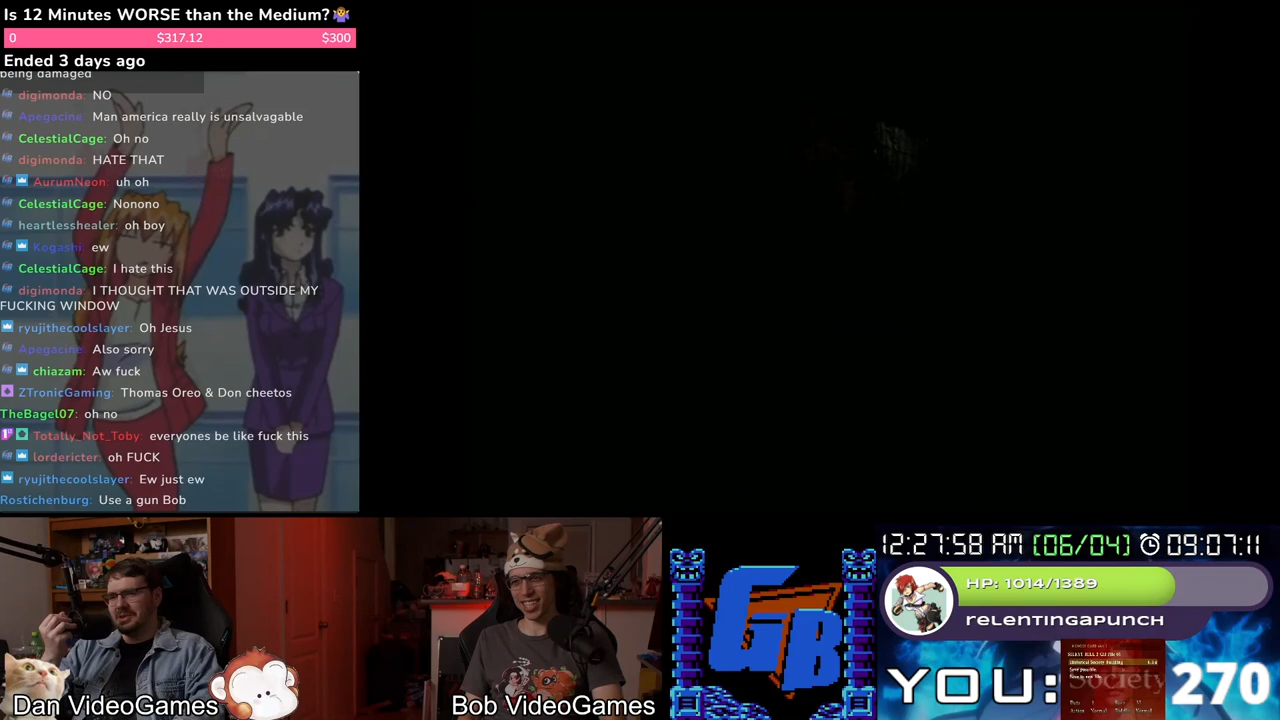 Is 12 Minutes WORSE than the Medium?🤷‍♀️
0 $317.12 $300
Ended 3 days ago
being damaged
digimonda: NO
Apegacine: Man america really is unsalvagable
CelestialCage: Oh no
digimonda: HATE THAT
AurumNeon: uh oh
CelestialCage: Nonono
heartlesshealer: oh boy
Kogashi: ew
CelestialCage: I hate this
digimonda: I THOUGHT THAT WAS OUTSIDE MY
FUCKING WINDOW
ryujithecoolslayer: Oh Jesus
Apegacine: Also sorry
chiazam: Aw fuck
ZTronicGaming: Thomas Oreo & Don cheetos
TheBagel07: oh no
Totally_Not_Toby: everyones be like fuck this
lordericter: oh FUCK
ryujithecoolslayer: Ew just ew
Rostichenburg: Use a gun Bob
Dan VideoGames
Bob VideoGames
GB
12:27:58 AM [06/04] 09:07:11
HP: 1014/1389
relentingapunch
YOU:
Society
270